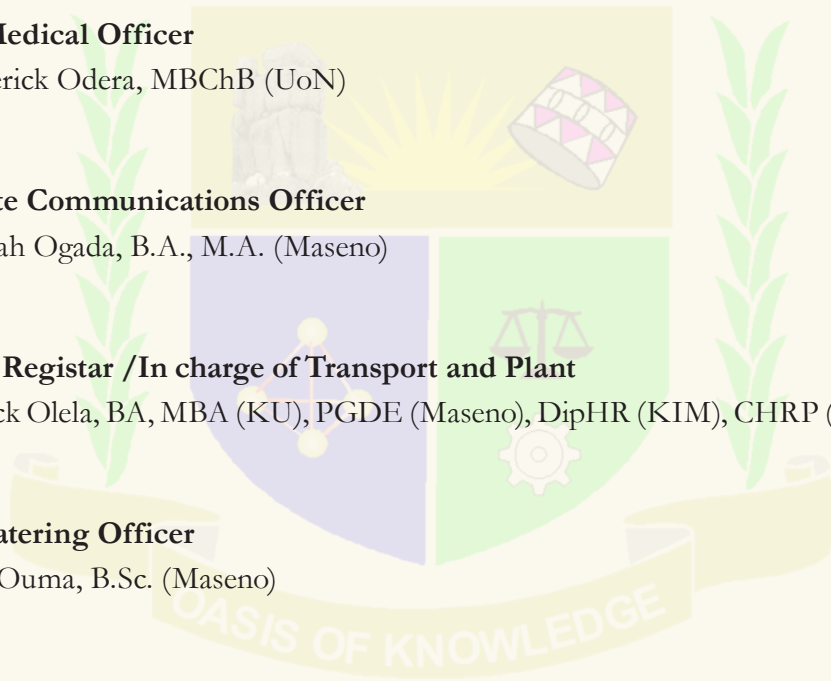 Medical Officer
erick Odera, MBChB (UoN)
te Communications Officer
ah Ogada, B.A., M.A. (Maseno)
Registar /In charge of Transport and Plant
ck Olela, BA, MBA (KU), PGDE (Maseno), DipHR (KIM), CHRP (
atering Officer
Ouma, B.Sc. (Maseno)
OASIS OF KNOWLEDGE